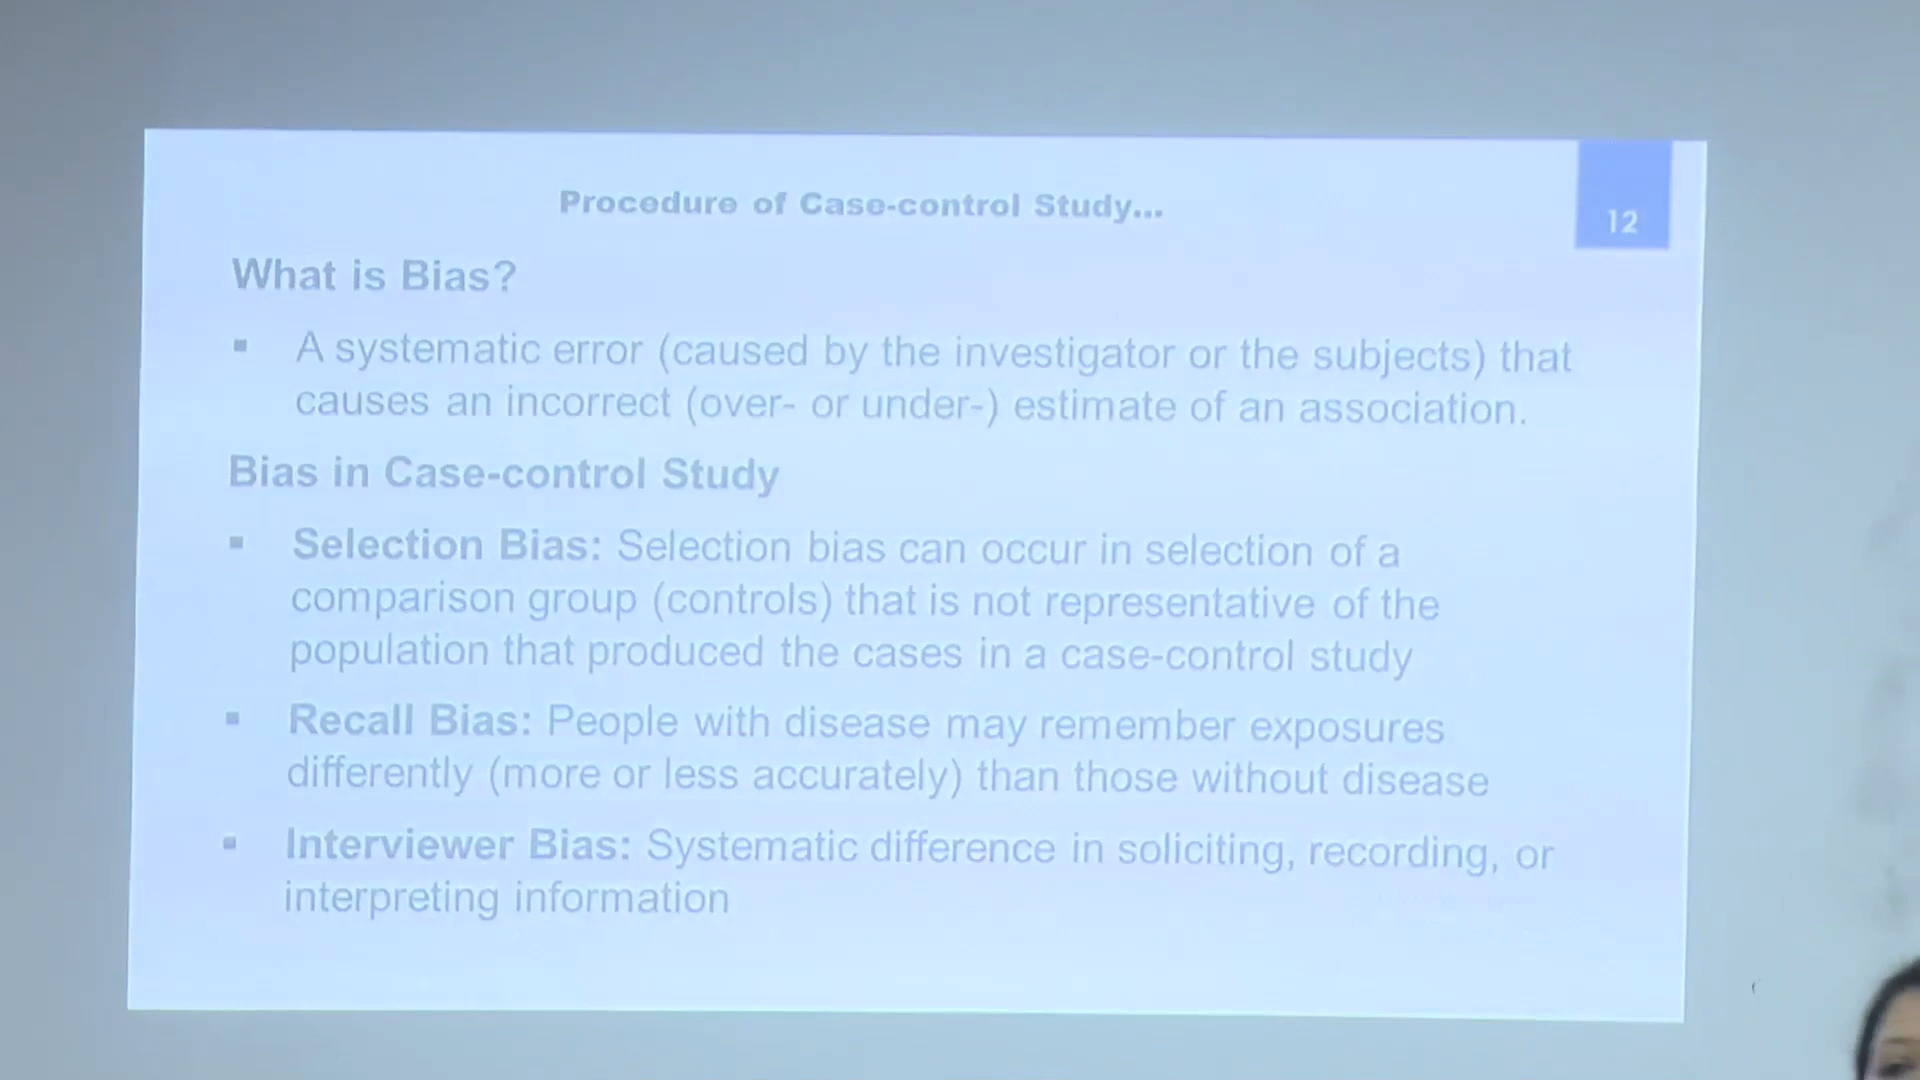 Procedure of Case-control Study...
12
What is Bias?
▪ A systematic error (caused by the investigator or the subjects) that
causes an incorrect (over- or under-) estimate of an association.
Bias in Case-control Study
▪ Selection Bias: Selection bias can occur in selection of a
comparison group (controls) that is not representative of the
population that produced the cases in a case-control study
▪ Recall Bias: People with disease may remember exposures
differently (more or less accurately) than those without disease
▪ Interviewer Bias: Systematic difference in soliciting, recording, or
interpreting information